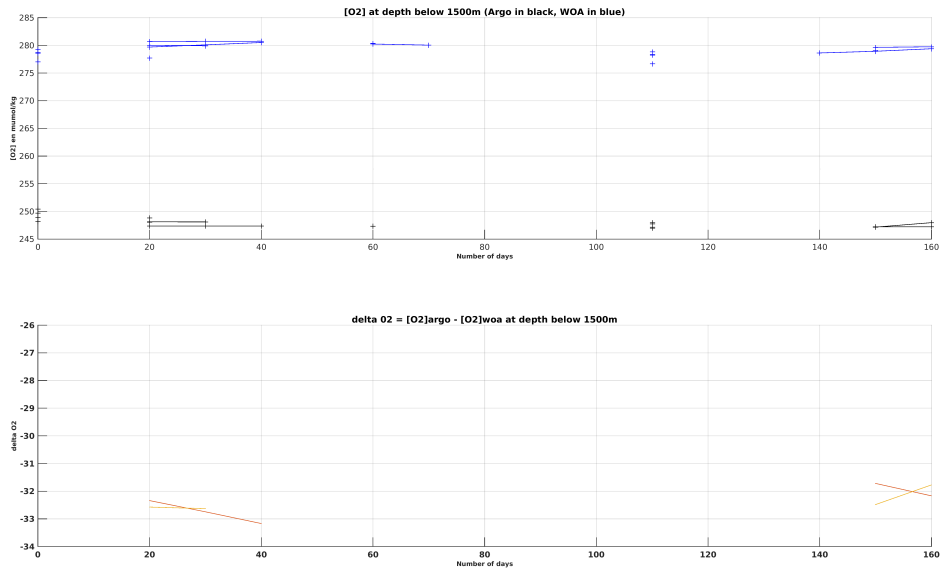 [O2] at depth below 1500m (Argo in black, WOA in blue)
285
280
275
270
265
260
255
250
245
[O2] en mumol/kg
0 20 40 60 80 100 120 140 160
Number of days
delta 02 = [O2]argo - [O2]woa at depth below 1500m
-26
-27
-28
-29
-30
-31
-32
-33
-34
delta O2
0 20 40 60 80 100 120 140 160
Number of days